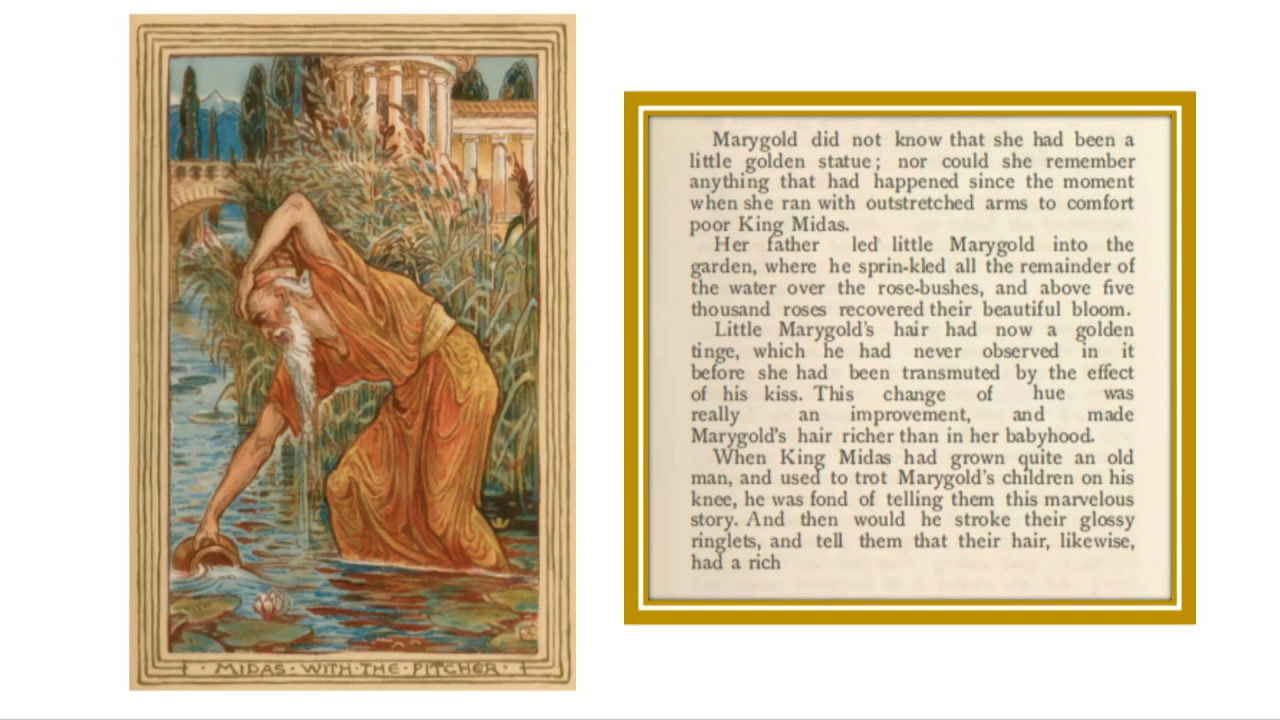 · MIDAS · WITH · THE · PITCHER ·
Marygold did not know that she had been a
little golden statue; nor could she remember
anything that had happened since the moment
when she ran with outstretched arms to comfort
poor King Midas.
Her father led little Marygold into the
garden, where he sprin-kled all the remainder of
the water over the rose-bushes, and above five
thousand roses recovered their beautiful bloom.
Little Marygold's hair had now a golden
tinge, which he had never observed in it
before she had been transmuted by the effect
of his kiss. This change of hue was
really an improvement, and made
Marygold's hair richer than in her babyhood.
When King Midas had grown quite an old
man, and used to trot Marygold's children on his
knee, he was fond of telling them this marvelous
story. And then would he stroke their glossy
ringlets, and tell them that their hair, likewise,
had a rich